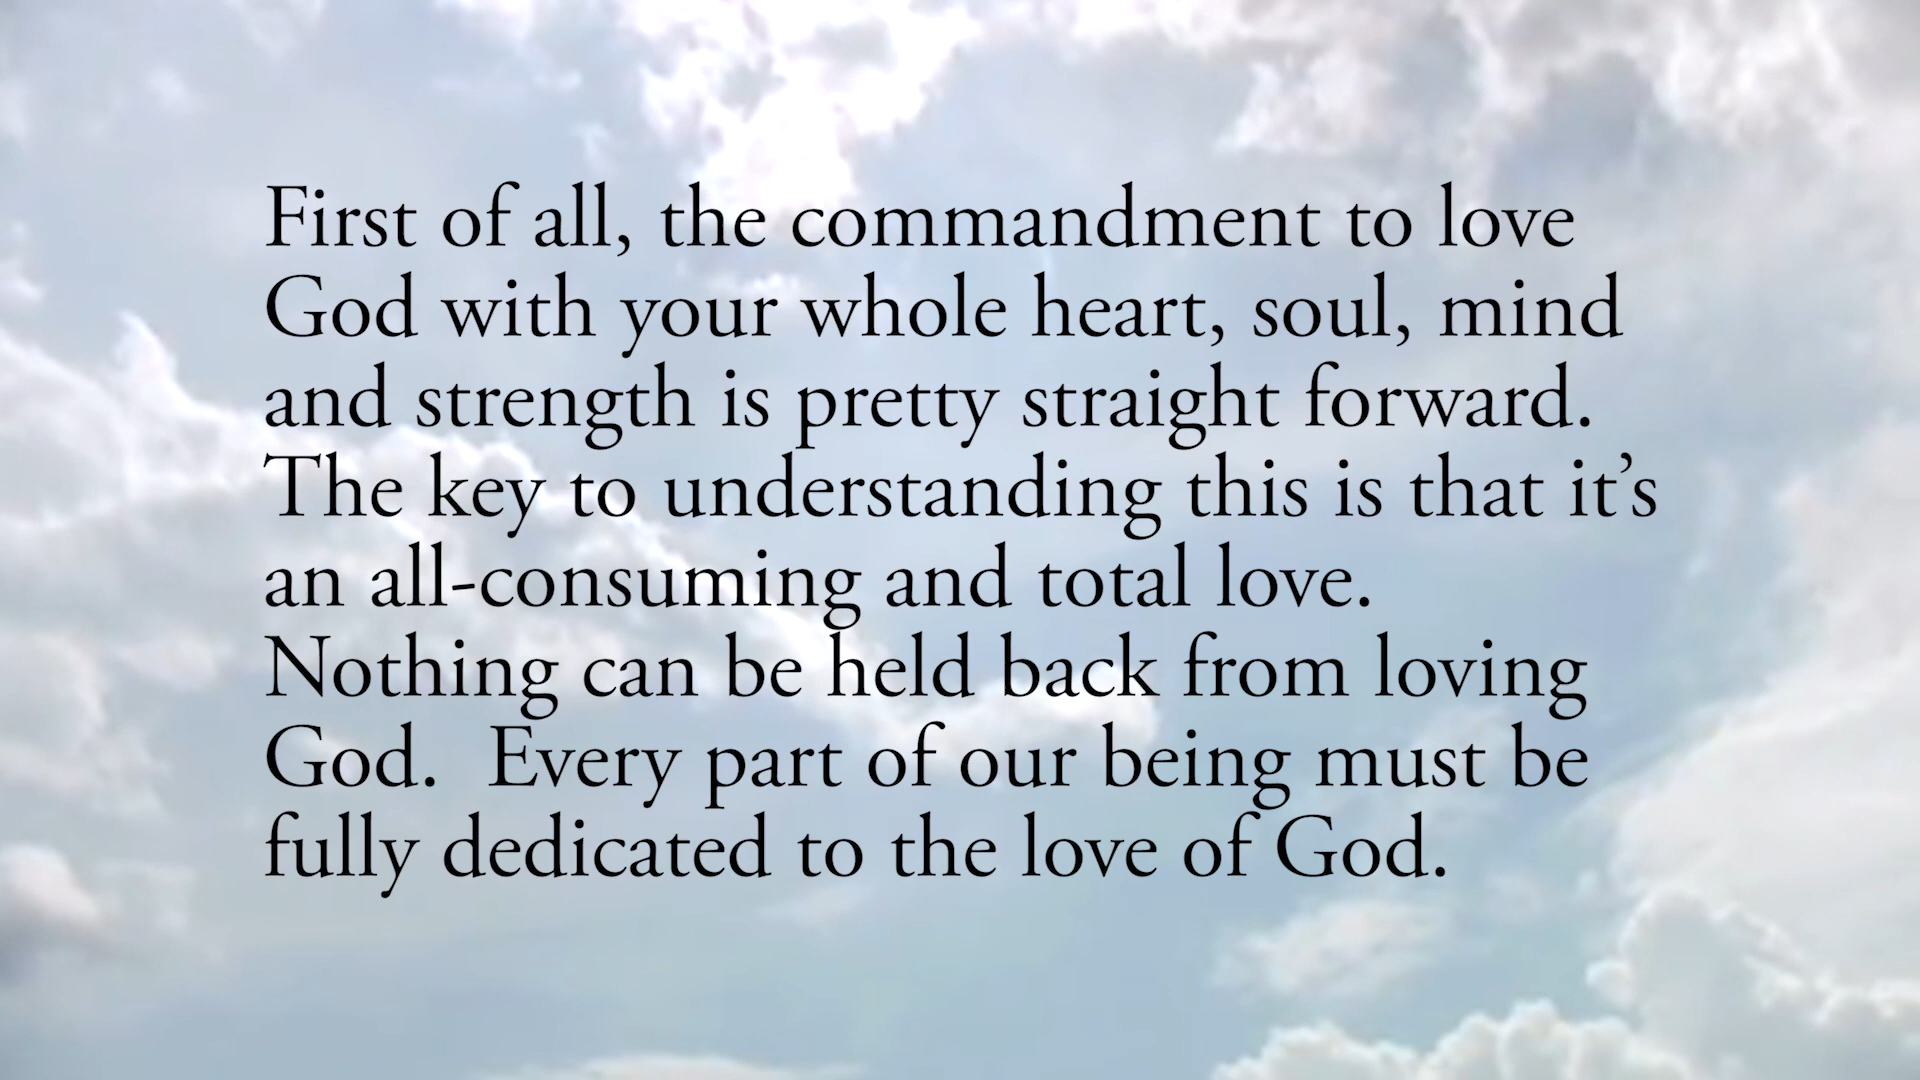 First of all, the commandment to love
God with your whole heart, soul, mind
and strength is pretty straight forward.
The key to understanding this is that it’s
an all-consuming and total love.
Nothing can be held back from loving
God.  Every part of our being must be
fully dedicated to the love of God.